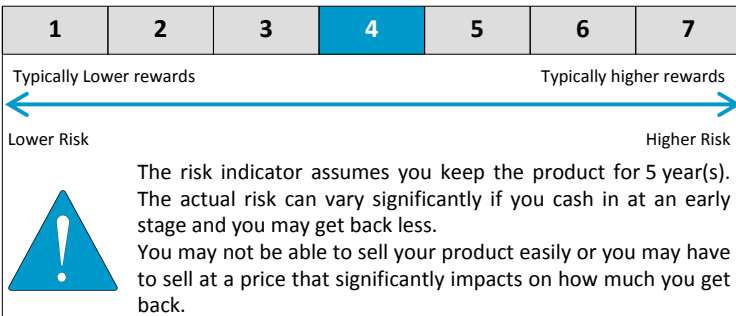 1 2 3 4 5 6 7
Typically Lower rewards Typically higher rewards
Lower Risk Higher Risk
The risk indicator assumes you keep the product for 5 year(s).
The actual risk can vary significantly if you cash in at an early
stage and you may get back less.
You may not be able to sell your product easily or you may have
to sell at a price that significantly impacts on how much you get
back.